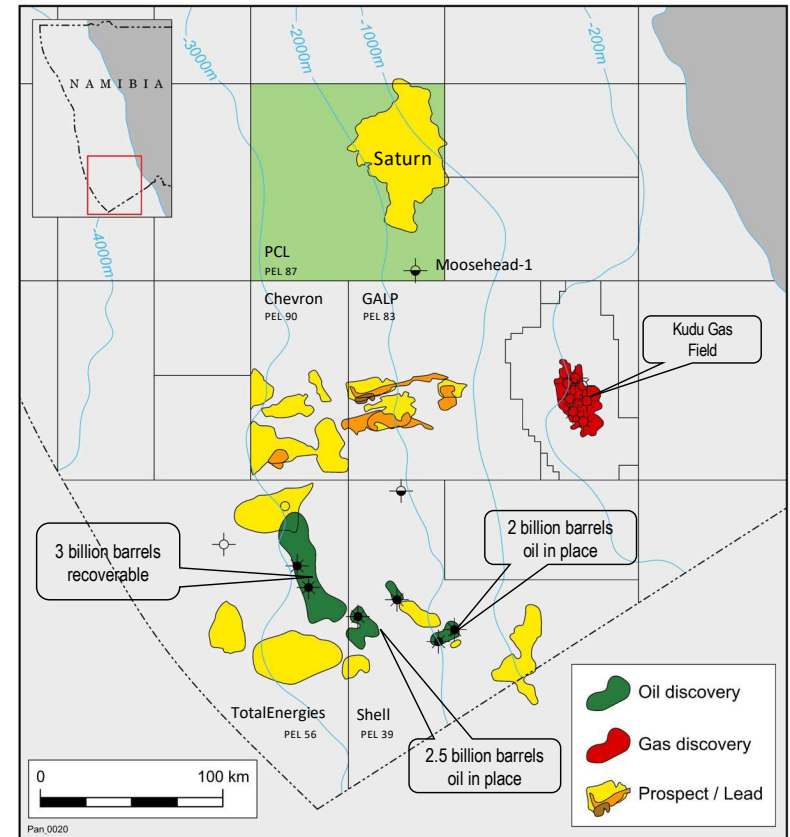 NAMIBIA
-3000m
-2000m
-1000m
-200m
-4000m
Saturn
PCL
PEL 87
Moosehead-1
Chevron
PEL 90
GALP
PEL 83
Kudu Gas
Field
3 billion barrels
recoverable
2 billion barrels
oil in place
TotalEnergies
PEL 56
Shell
PEL 39
2.5 billion barrels
oil in place
Oil discovery
Gas discovery
Prospect / Lead
0
100 km
Pan_0020